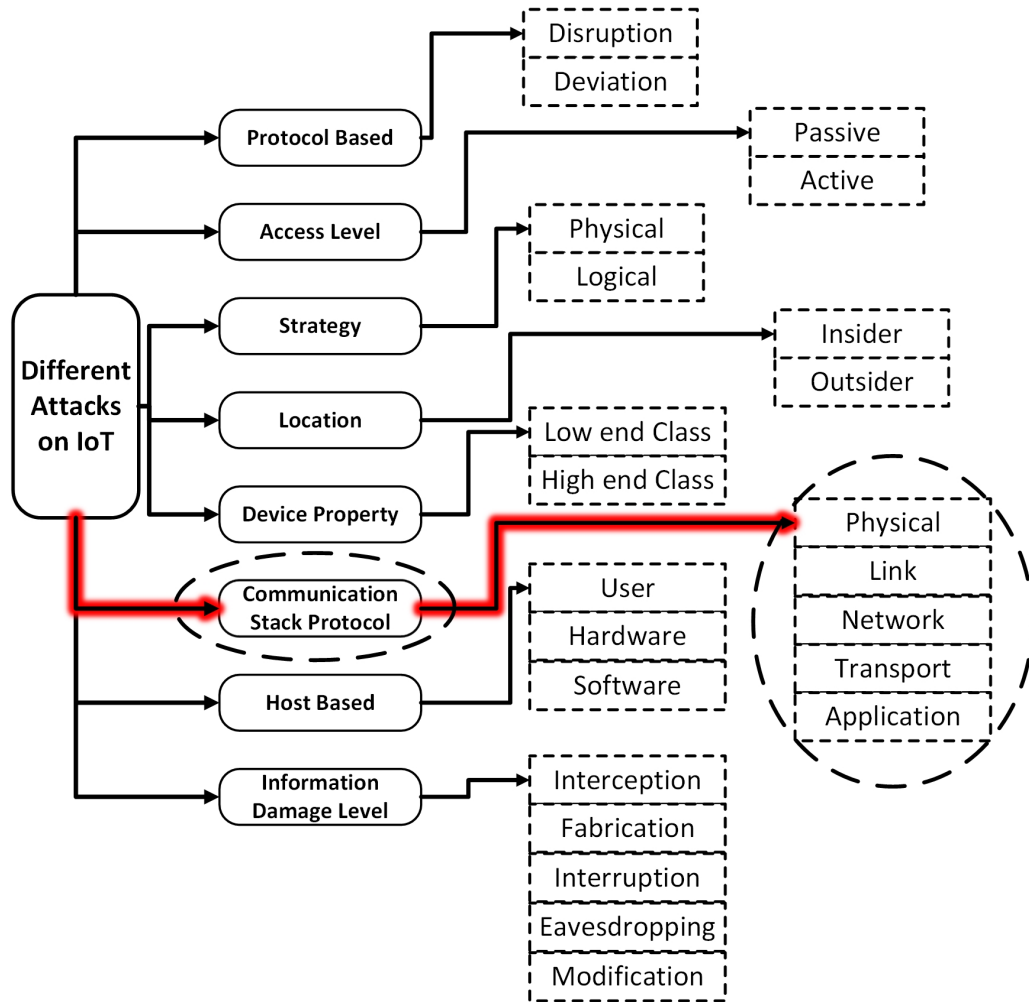 Different
Attacks
on IoT
Protocol Based
Disruption
Deviation
Access Level
Passive
Active
Strategy
Physical
Logical
Location
Insider
Outsider
Device Property
Low end Class
High end Class
Communication
Stack Protocol
Physical
Link
Network
Transport
Application
Host Based
User
Hardware
Software
Information
Damage Level
Interception
Fabrication
Interruption
Eavesdropping
Modification